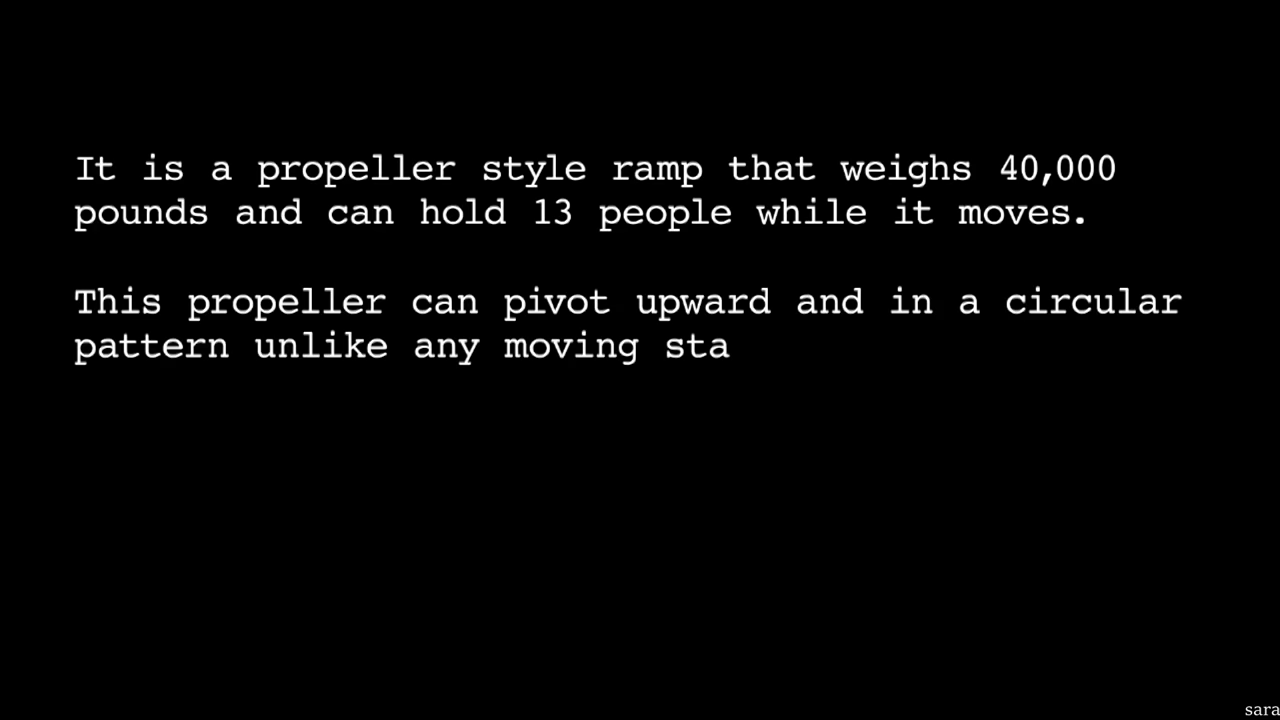 It is a propeller style ramp that weighs 40,000
pounds and can hold 13 people while it moves.
This propeller can pivot upward and in a circular
pattern unlike any moving sta
sara